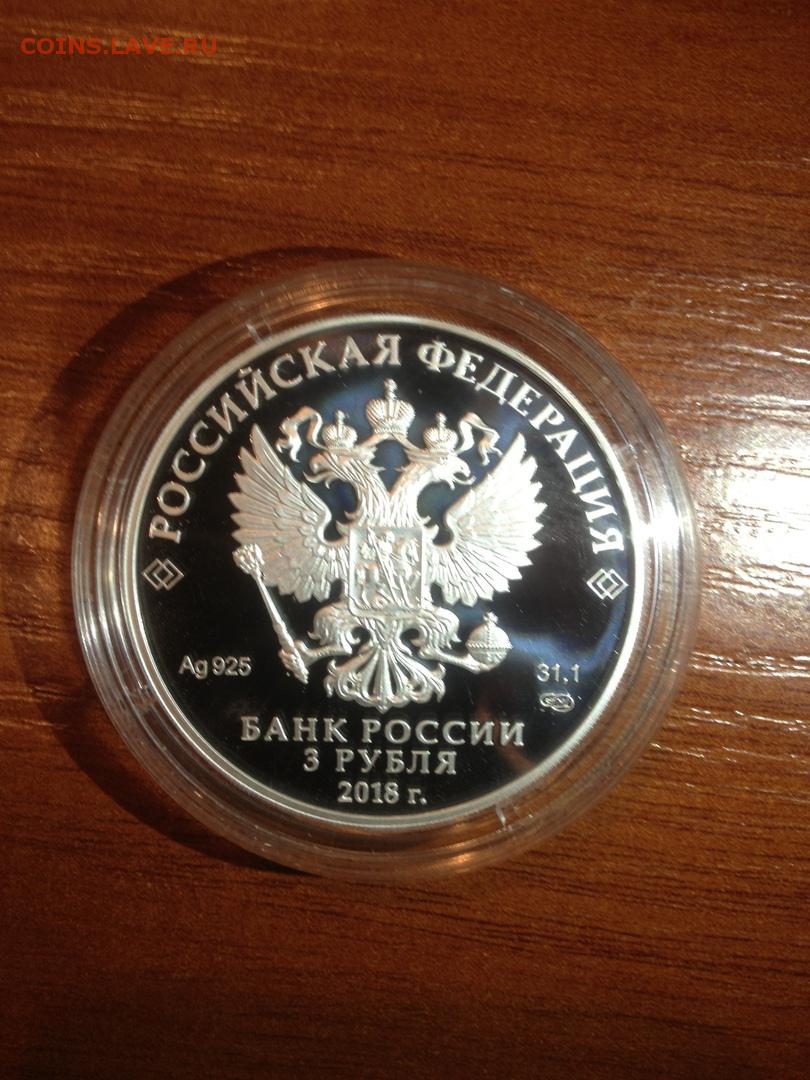 COINS.LAVE.RU
РОССИЙСКАЯ ФЕДЕРАЦИЯ
Ag 925
31.1
БАНК РОССИИ
3 РУБЛЯ
2018 г.